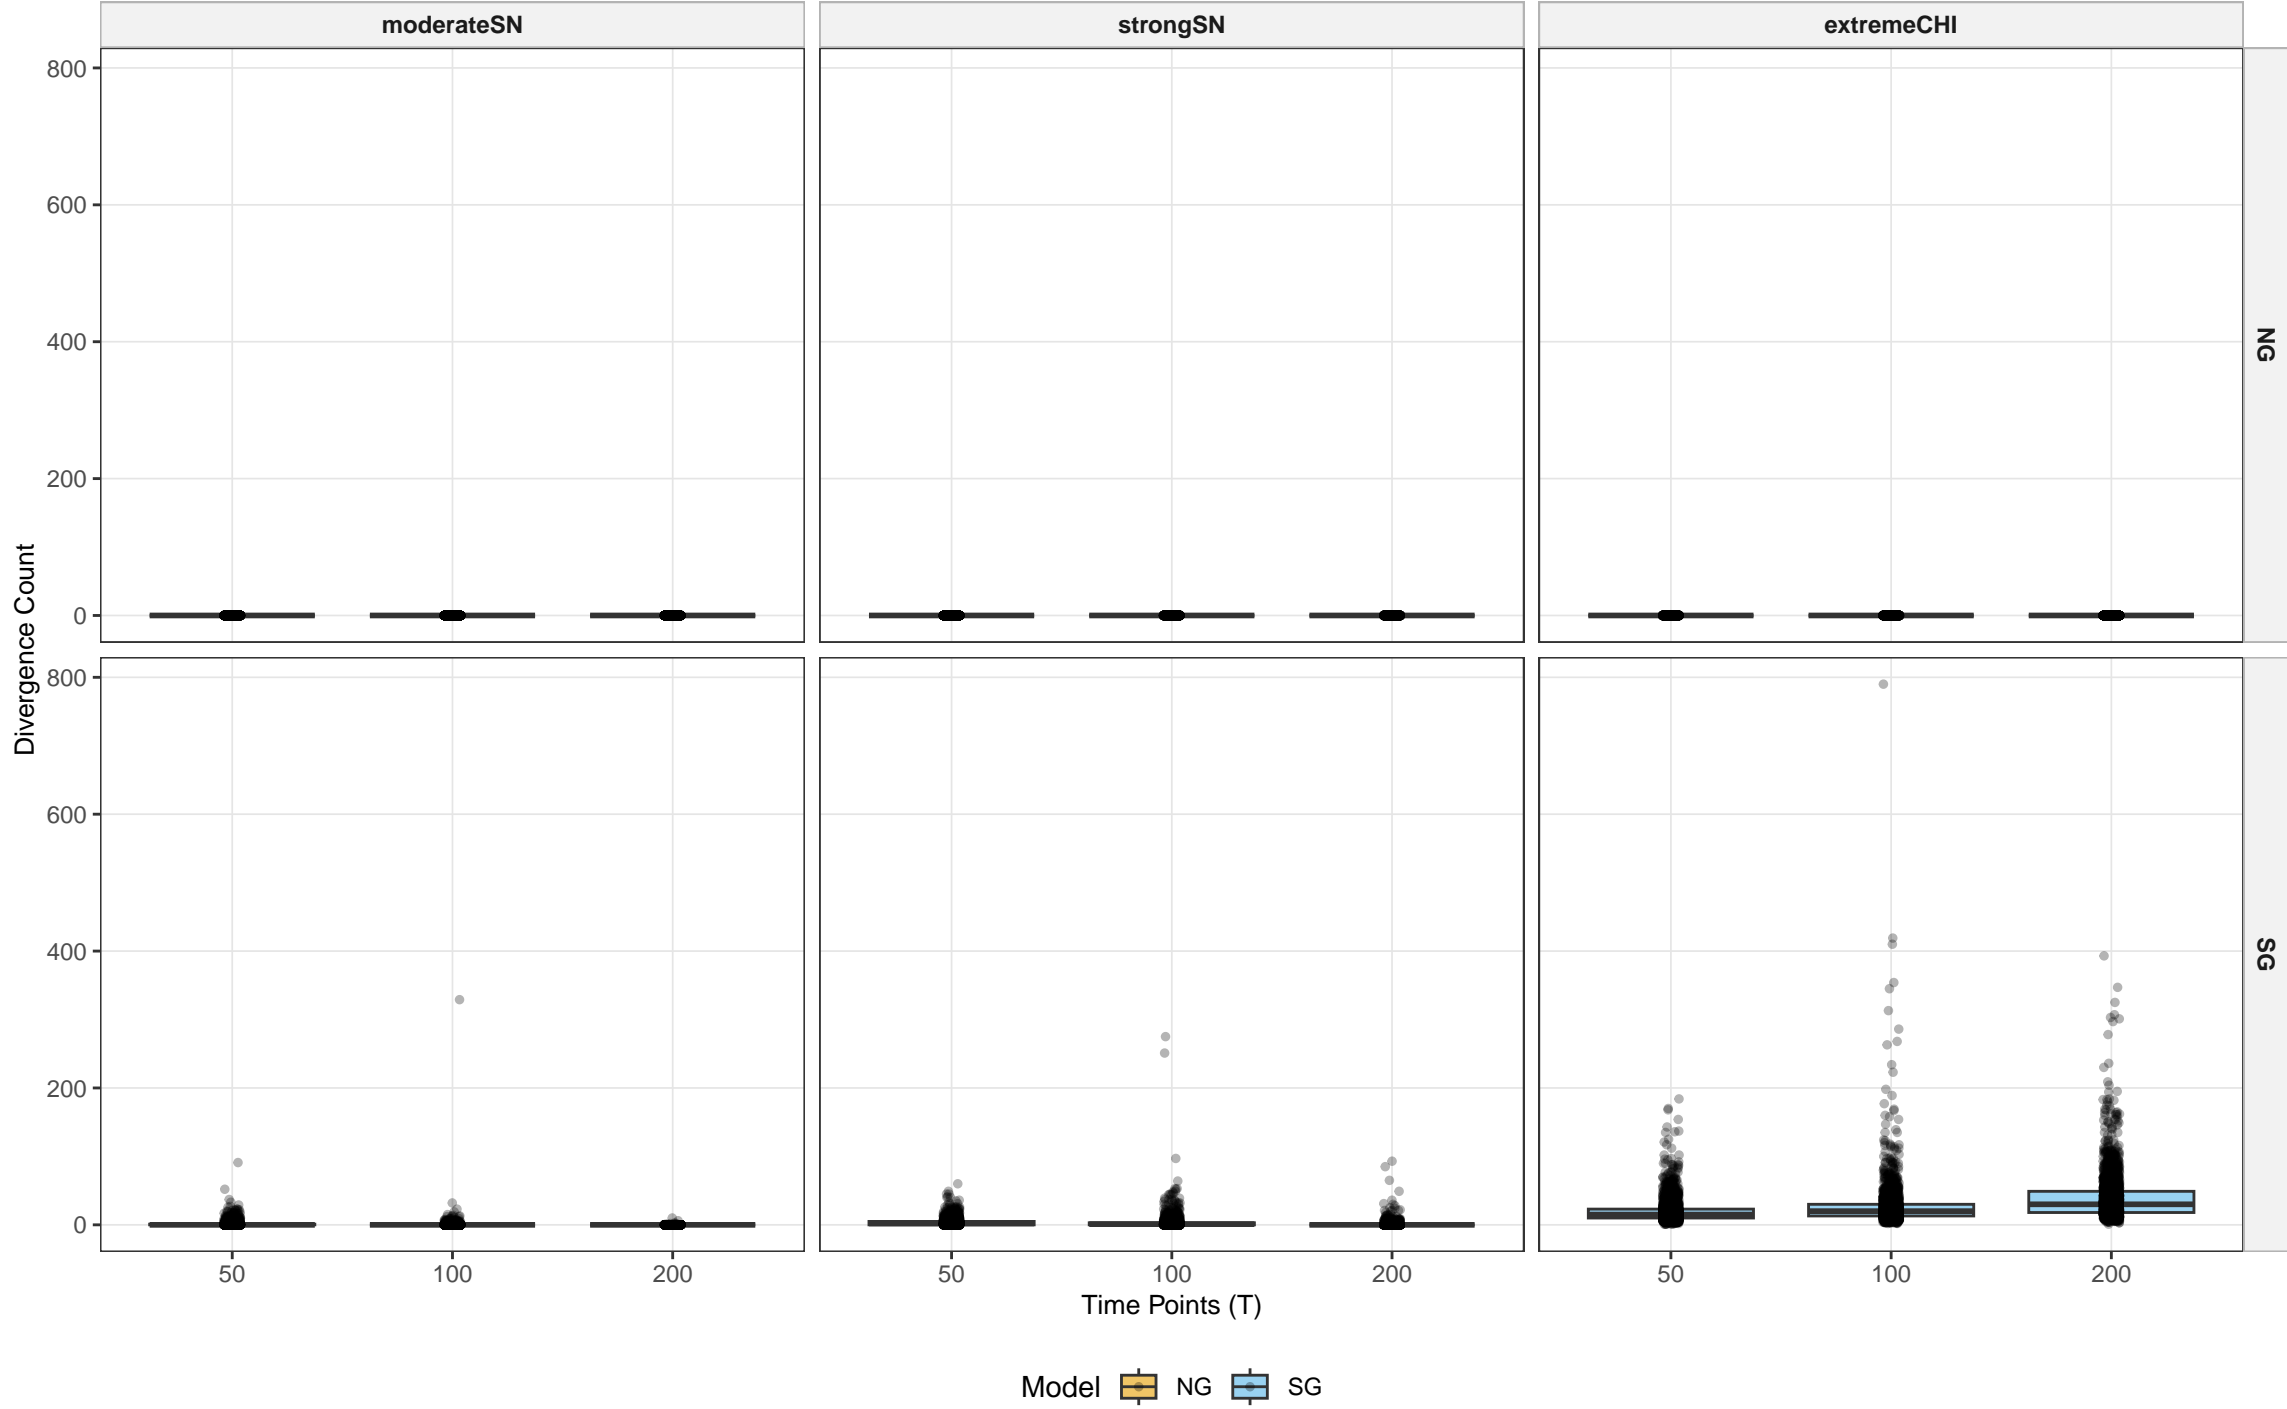 moderateSN strongSN extremeCHI
800
600
400
200
0
NG
Divergence Count
800
600
400
200
0
SG
50 100 200 50 100 200 50 100 200
Time Points (T)
Model NG SG